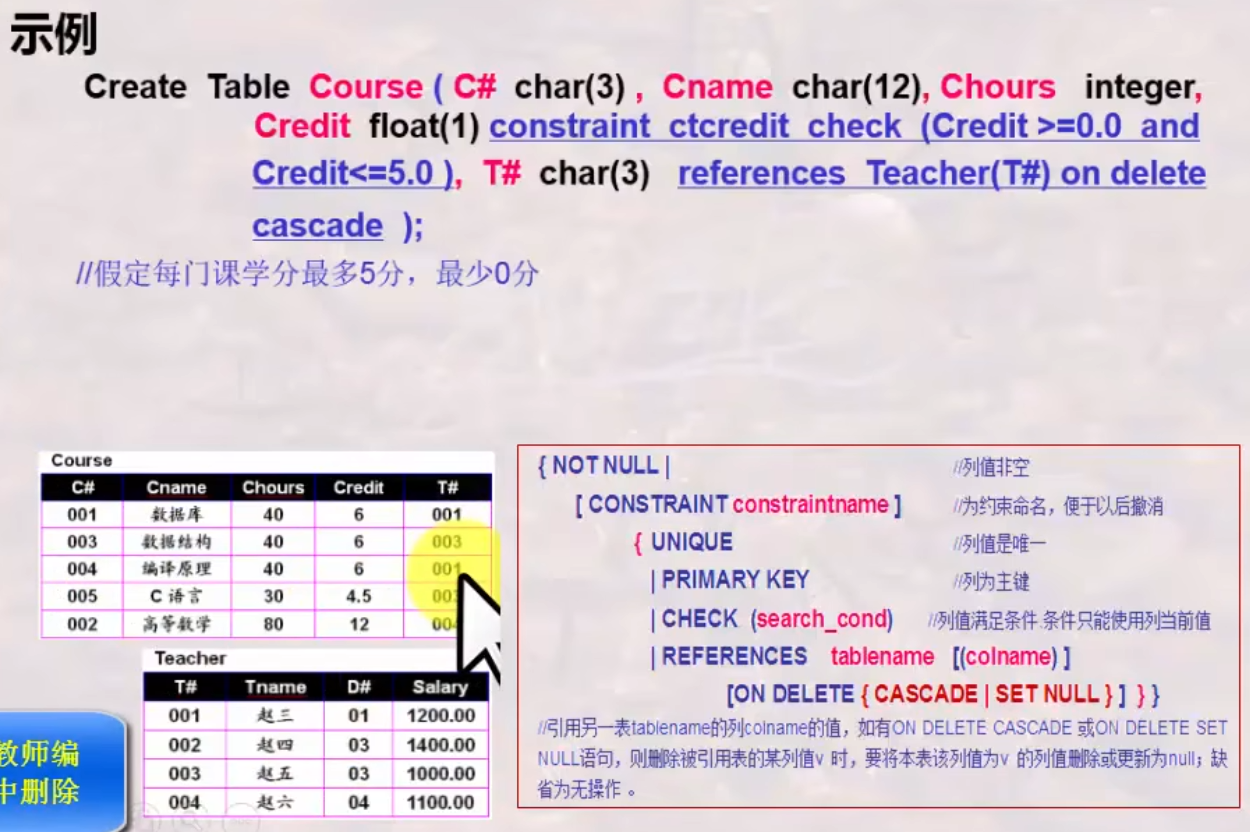 示例
Create Table Course ( C# char(3) , Cname char(12), Chours integer,
Credit float(1) constraint ctcredit check (Credit >=0.0 and
Credit<=5.0 ), T# char(3) references Teacher(T#) on delete
cascade );
//假定每门课学分最多5分，最少0分
Course
C# Cname Chours Credit T#
001 数据库 40 6 001
003 数据结构 40 6 003
004 编译原理 40 6 001
005 C 语言 30 4.5
002 高等数学 80 12
Teacher
T# Tname D# Salary
001 赵三 01 1200.00
002 赵四 03 1400.00
003 赵五 03 1000.00
004 赵六 04 1100.00
教师编
中删除
{ NOT NULL | //列值非空
[ CONSTRAINT constraintname ] //为约束命名，便于以后撤消
{ UNIQUE //列值是唯一
| PRIMARY KEY //列为主键
| CHECK (search_cond) //列值满足条件.条件只能使用列当前值
| REFERENCES tablename [(colname) ]
[ON DELETE { CASCADE | SET NULL } ] } }
//引用另一表tablename的列colname的值，如有ON DELETE CASCADE 或ON DELETE SET
NULL语句，则删除被引用表的某列值v 时，要将本表该列值为v 的列值删除或更新为null；缺
省为无操作 。